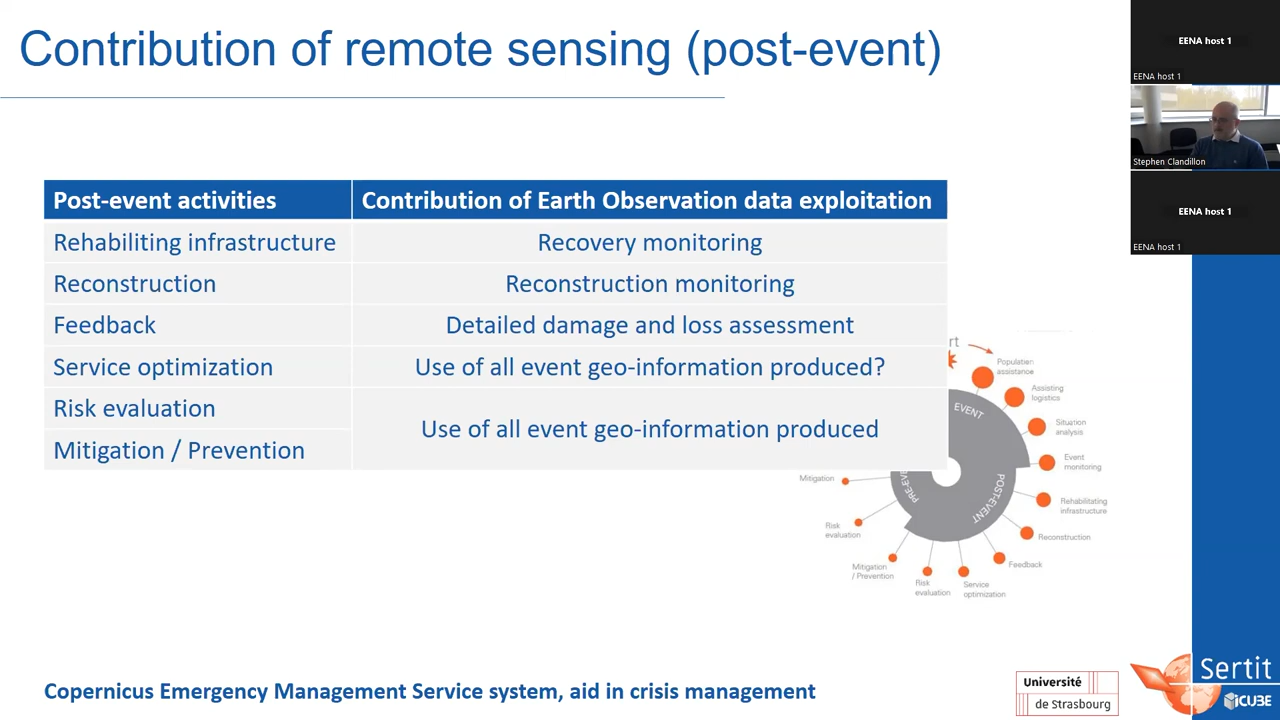 Contribution of remote sensing (post-event)
EENA host 1
EENA host 1
Stephen Clandillon
EENA host 1
EENA host 1
Post-event activities
Contribution of Earth Observation data exploitation
Rehabiliting infrastructure
Recovery monitoring
Reconstruction
Reconstruction monitoring
Feedback
Detailed damage and loss assessment
Service optimization
Use of all event geo-information produced?
Risk evaluation
Mitigation / Prevention
Use of all event geo-information produced
rt
Population
assistance
Assisting
logistics
Situation
analysis
Event
monitoring
Rehabilitating
infrastructure
Reconstruction
Feedback
Service
optimization
Risk
evaluation
Mitigation
/ Prevention
Risk
evaluation
Mitigation
EVENT
POST-EVENT
PRE-EV
Copernicus Emergency Management Service system, aid in crisis management
Université
de Strasbourg
Sertit
iCUBE